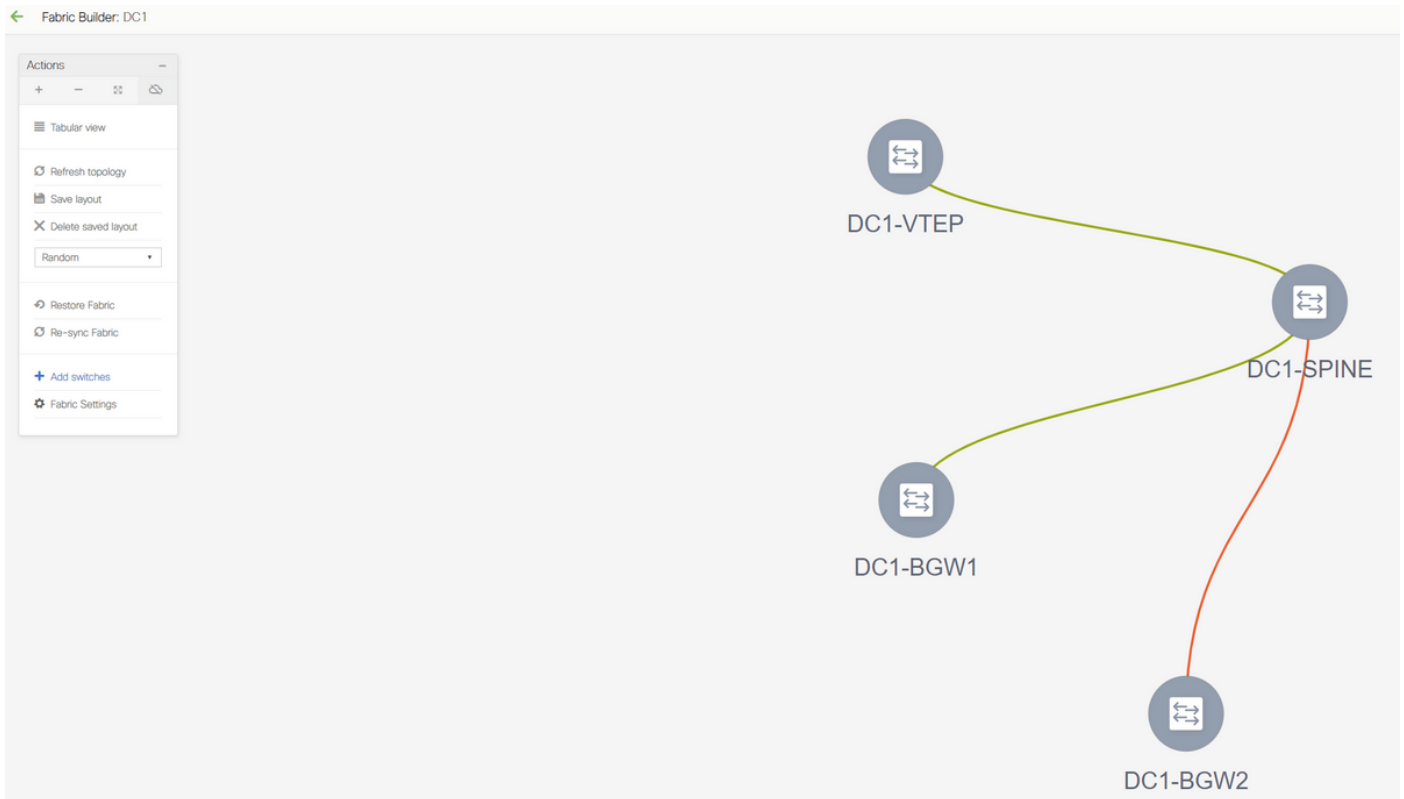 Fabric Builder: DC1
Actions
Tabular view
Refresh topology
Save layout
Delete saved layout
Random
Restore Fabric
Re-sync Fabric
Add switches
Fabric Settings
DC1-VTEP
DC1-SPINE
DC1-BGW1
DC1-BGW2